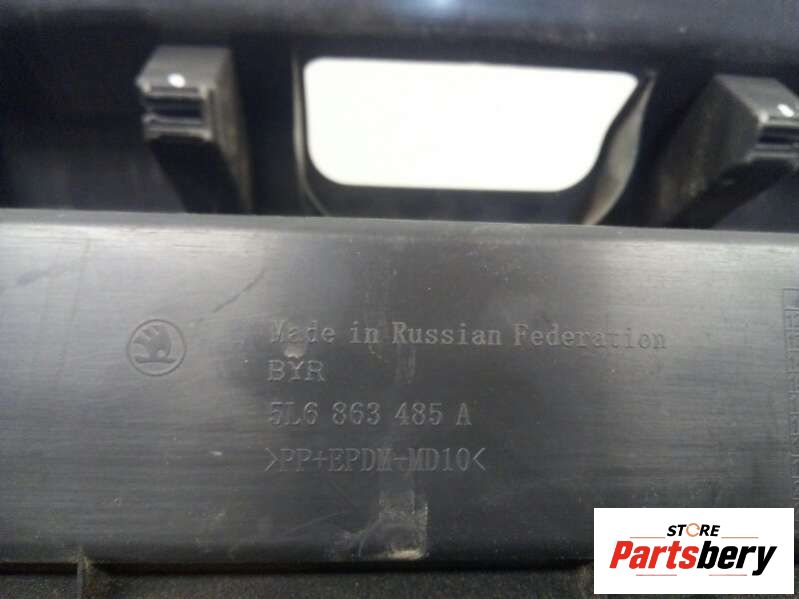 Made in Russian Federation
BYR
5L6 863 485 A
>PP+EPDM-MD10<
STORE
Partsbery